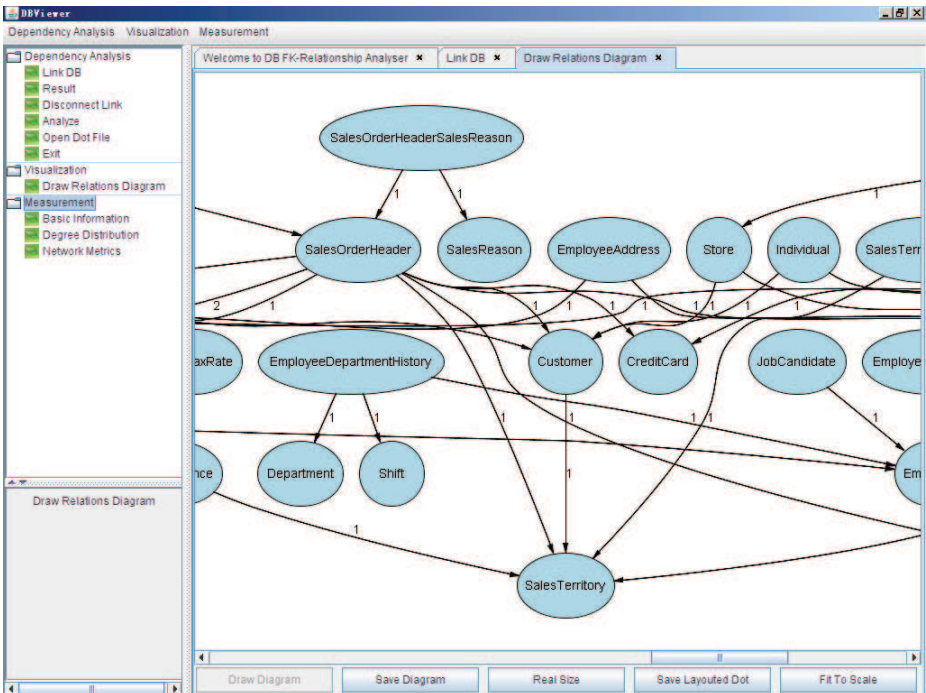 DBViewer
Dependency Analysis Visualization Measurement
Dependency Analysis
Link DB
Result
Disconnect Link
Analyze
Open Dot File
Exit
Visualization
Draw Relations Diagram
Measurement
Basic Information
Degree Distribution
Network Metrics
Draw Relations Diagram
Welcome to DB FK-Relationship Analyser Link DB Draw Relations Diagram
SalesOrderHeaderSalesReason
1 1 1
SalesOrderHeader SalesReason EmployeeAddress Store Individual SalesTerr
2 1 1 1 1 1 1 1 1
axRate EmployeeDepartmentHistory Customer CreditCard JobCandidate Employe
1 1 1 1 1 1 1
nce Department Shift 1 Em
1
SalesTerritory
Draw Diagram Save Diagram Real Size Save Layouted Dot Fit To Scale